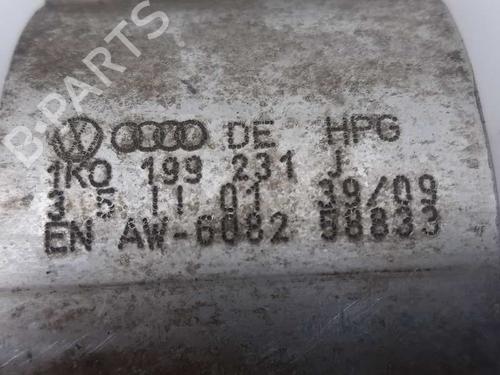 B-PARTS
DE HPG
1K0 199 231 J
3 5 11 01 39/09
EN AW-6082 58833